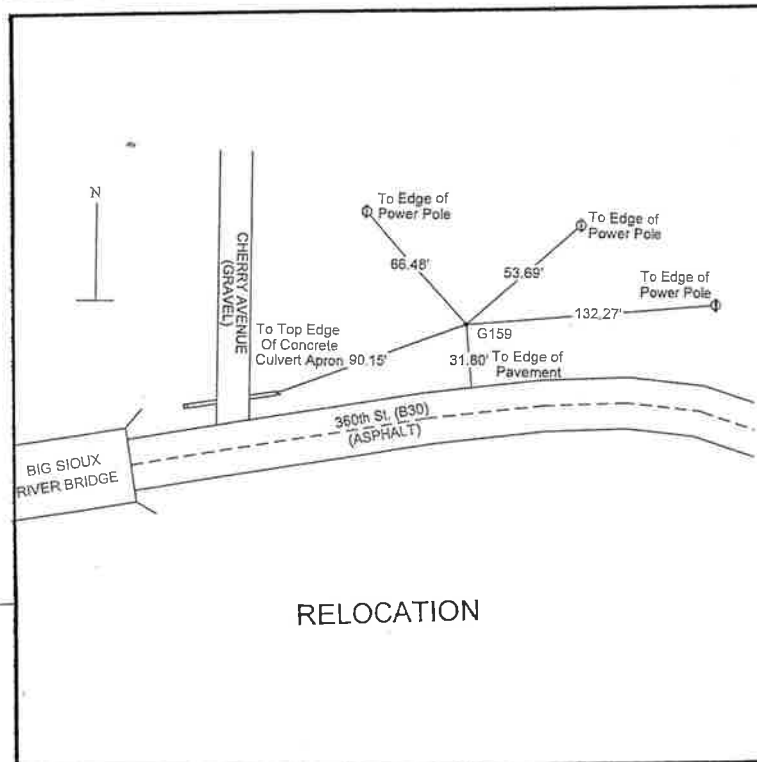 N
CHERRY AVENUE
(GRAVEL)
To Edge of
Power Pole
66.48'
To Edge of
Power Pole
53.69'
To Edge of
Power Pole
132.27'
G159
To Top Edge
Of Concrete
Culvert Apron
90.15'
31.80'
To Edge of
Pavement
360th St. (B30)
(ASPHALT)
BIG SIOUX
RIVER BRIDGE
RELOCATION